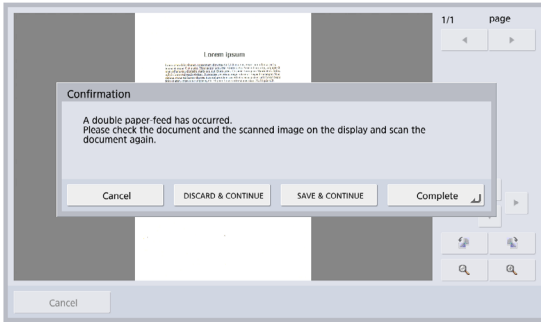 1/1 page
Lorem ipsum
Confirmation
A double paper-feed has occurred.
Please check the document and the scanned image on the display and scan the
document again.
Cancel
DISCARD & CONTINUE
SAVE & CONTINUE
Complete
Cancel